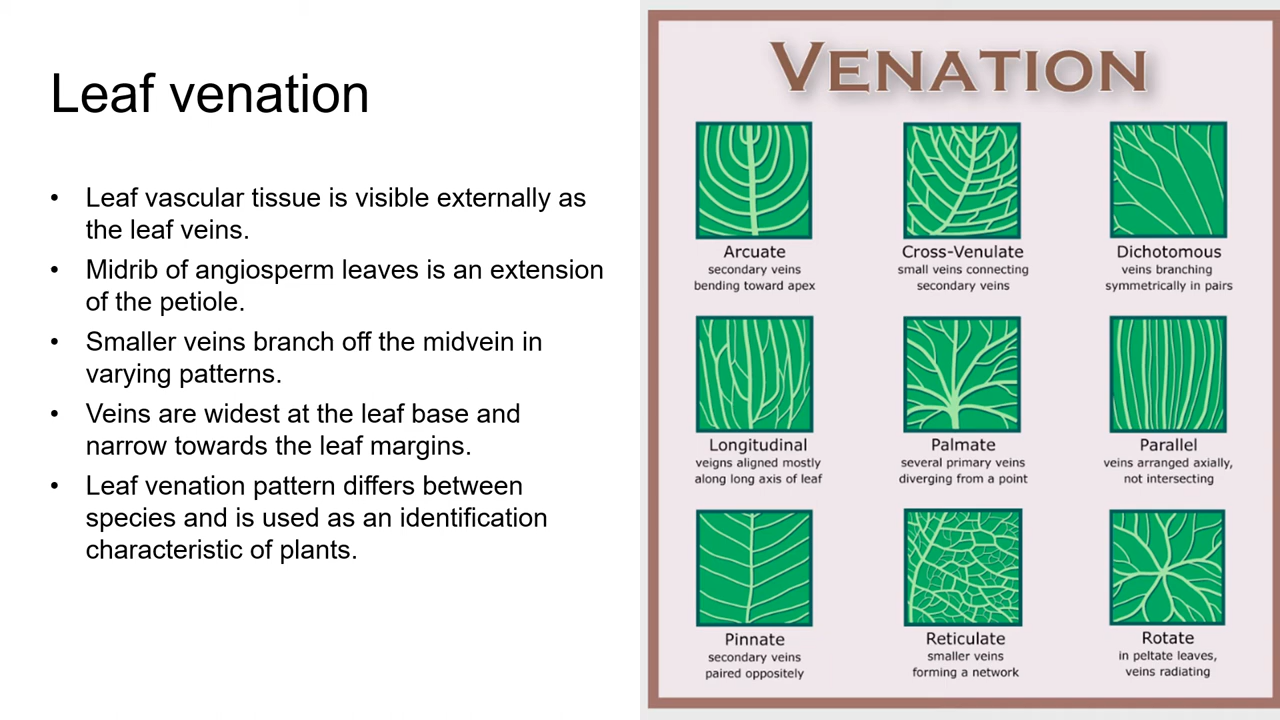 Leaf venation
• Leaf vascular tissue is visible externally as
the leaf veins.
• Midrib of angiosperm leaves is an extension
of the petiole.
• Smaller veins branch off the midvein in
varying patterns.
• Veins are widest at the leaf base and
narrow towards the leaf margins.
• Leaf venation pattern differs between
species and is used as an identification
characteristic of plants.
VENATION
Arcuate
secondary veins
bending toward apex
Cross-Venulate
small veins connecting
secondary veins
Dichotomous
veins branching
symmetrically in pairs
Longitudinal
veigns aligned mostly
along long axis of leaf
Palmate
several primary veins
diverging from a point
Parallel
veins arranged axially,
not intersecting
Pinnate
secondary veins
paired oppositely
Reticulate
smaller veins
forming a network
Rotate
in peltate leaves,
veins radiating